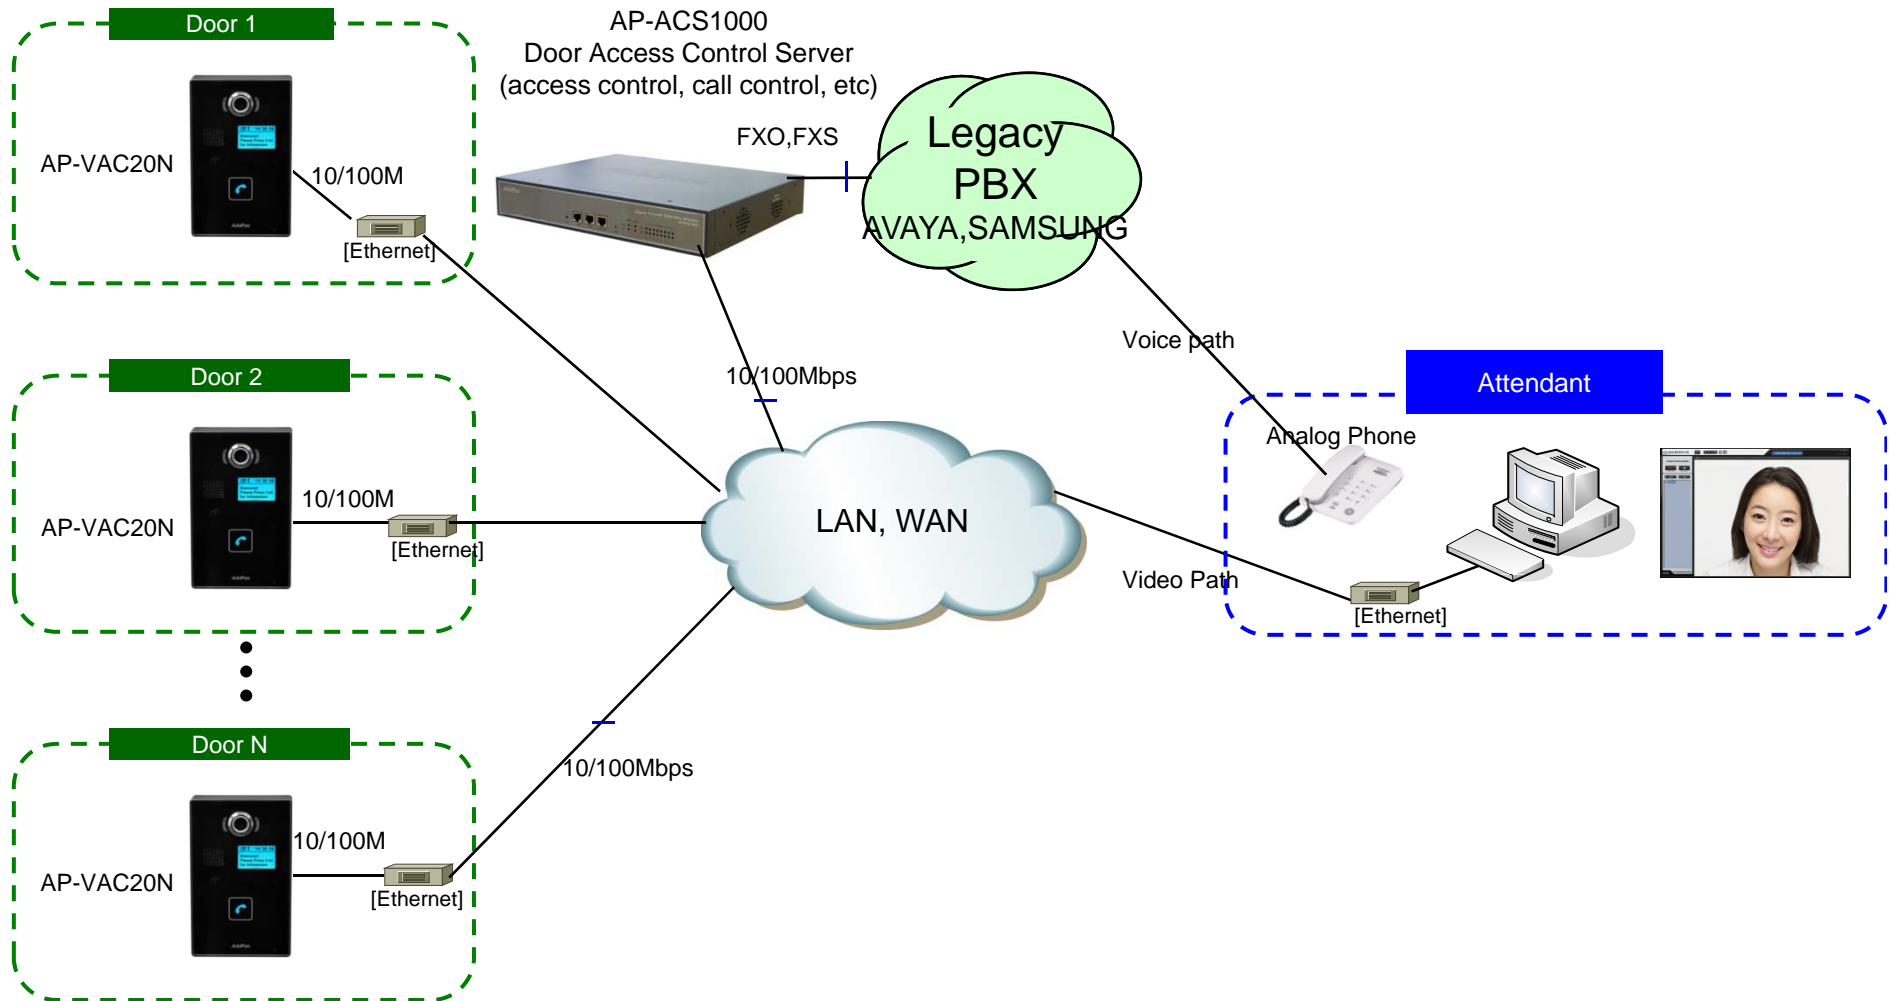 Door 1
AP-VAC20N
10/100M
[Ethernet]
AP-ACS1000
Door Access Control Server
(access control, call control, etc)
FXO,FXS
Legacy
PBX
AVAYA,SAMSUNG
Voice path
10/100Mbps
Door 2
AP-VAC20N
10/100M
[Ethernet]
LAN, WAN
Attendant
Analog Phone
Video Path
[Ethernet]
Door N
AP-VAC20N
10/100M
[Ethernet]
10/100Mbps